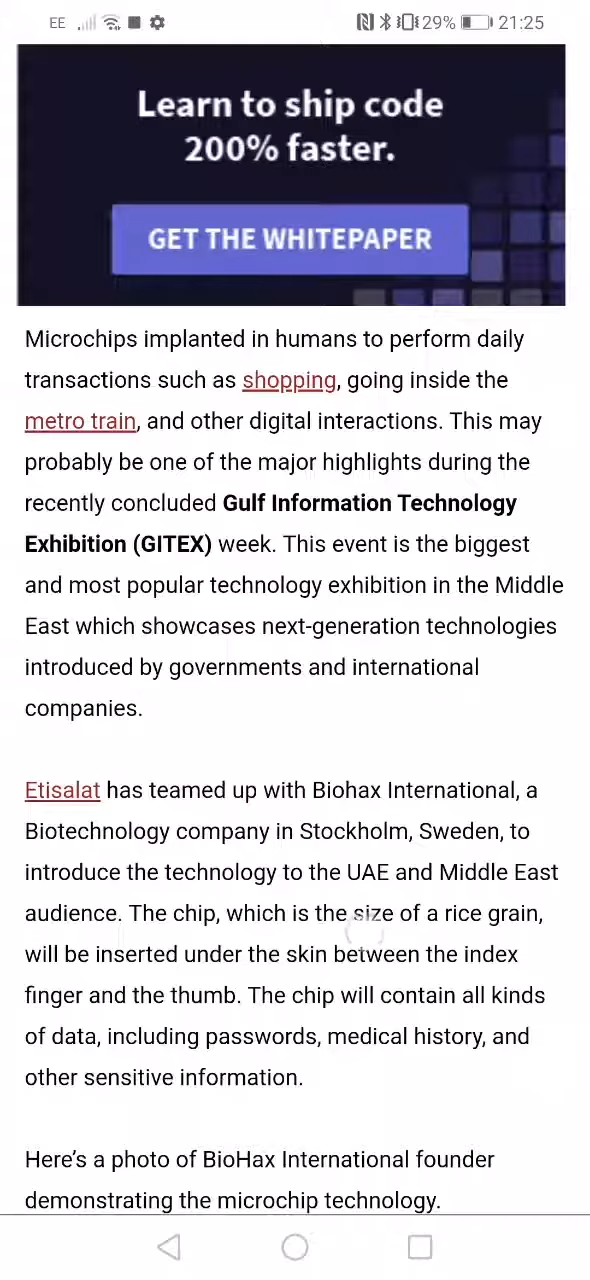 EE 29% 21:25
Learn to ship code
200% faster.
GET THE WHITEPAPER
Microchips implanted in humans to perform daily
transactions such as shopping, going inside the
metro train, and other digital interactions. This may
probably be one of the major highlights during the
recently concluded Gulf Information Technology
Exhibition (GITEX) week. This event is the biggest
and most popular technology exhibition in the Middle
East which showcases next-generation technologies
introduced by governments and international
companies.
Etisalat has teamed up with Biohax International, a
Biotechnology company in Stockholm, Sweden, to
introduce the technology to the UAE and Middle East
audience. The chip, which is the size of a rice grain,
will be inserted under the skin between the index
finger and the thumb. The chip will contain all kinds
of data, including passwords, medical history, and
other sensitive information.
Here's a photo of BioHax International founder
demonstrating the microchip technology.